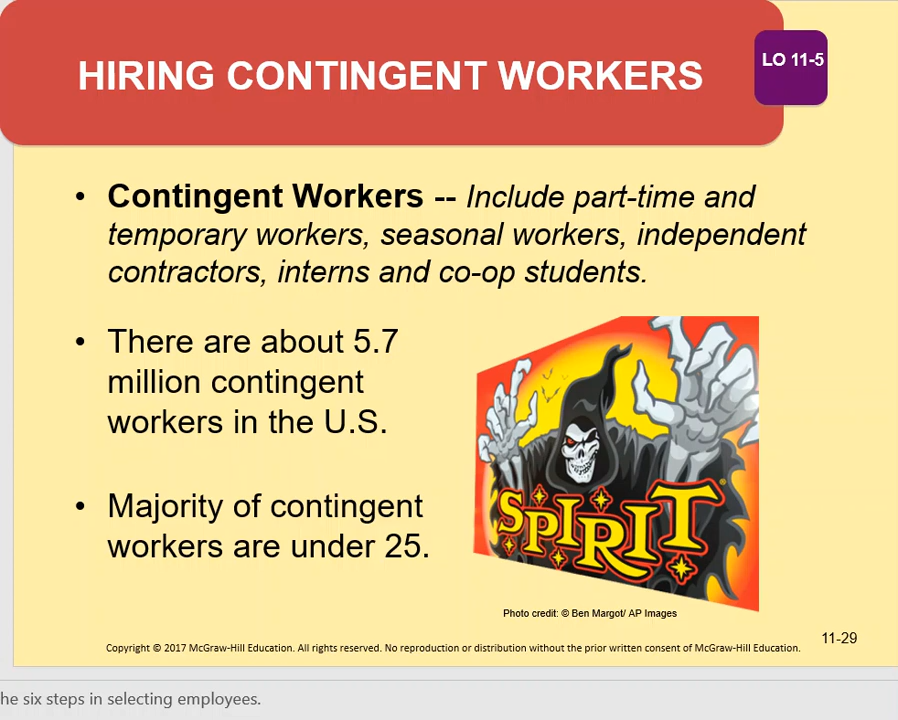 HIRING CONTINGENT WORKERS
LO 11-5
• Contingent Workers -- Include part-time and
temporary workers, seasonal workers, independent
contractors, interns and co-op students.
• There are about 5.7
million contingent
workers in the U.S.
• Majority of contingent
workers are under 25.
SPIRIT®
Photo credit: © Ben Margot/ AP Images
11-29
Copyright © 2017 McGraw-Hill Education. All rights reserved. No reproduction or distribution without the prior written consent of McGraw-Hill Education.
he six steps in selecting employees.